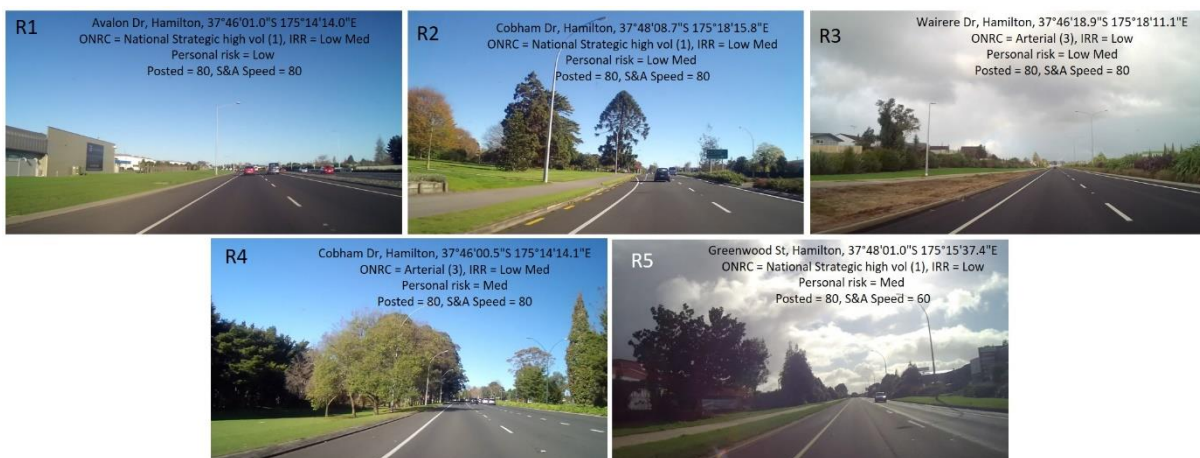 R1
Avalon Dr, Hamilton, 37°46'01.0"S 175°14'14.0"E
ONRC = National Strategic high vol (1), IRR = Low Med
Personal risk = Low
Posted = 80, S&A Speed = 80
R2
Cobham Dr, Hamilton, 37°48'08.7"S 175°18'15.8"E
ONRC = National Strategic high vol (1), IRR = Low Med
Personal risk = Low Med
Posted = 80, S&A Speed = 80
R3
Wairere Dr, Hamilton, 37°46'18.9"S 175°18'11.1"E
ONRC = Arterial (3), IRR = Low
Personal risk = Low Med
Posted = 80, S&A Speed = 80
R4
Cobham Dr, Hamilton, 37°46'00.5"S 175°14'14.1"E
ONRC = Arterial (3), IRR = Low Med
Personal risk = Med
Posted = 80, S&A Speed = 80
R5
Greenwood St, Hamilton, 37°48'01.0"S 175°15'37.4"E
ONRC = National Strategic high vol (1), IRR = Low
Personal risk = Med
Posted = 80, S&A Speed = 60